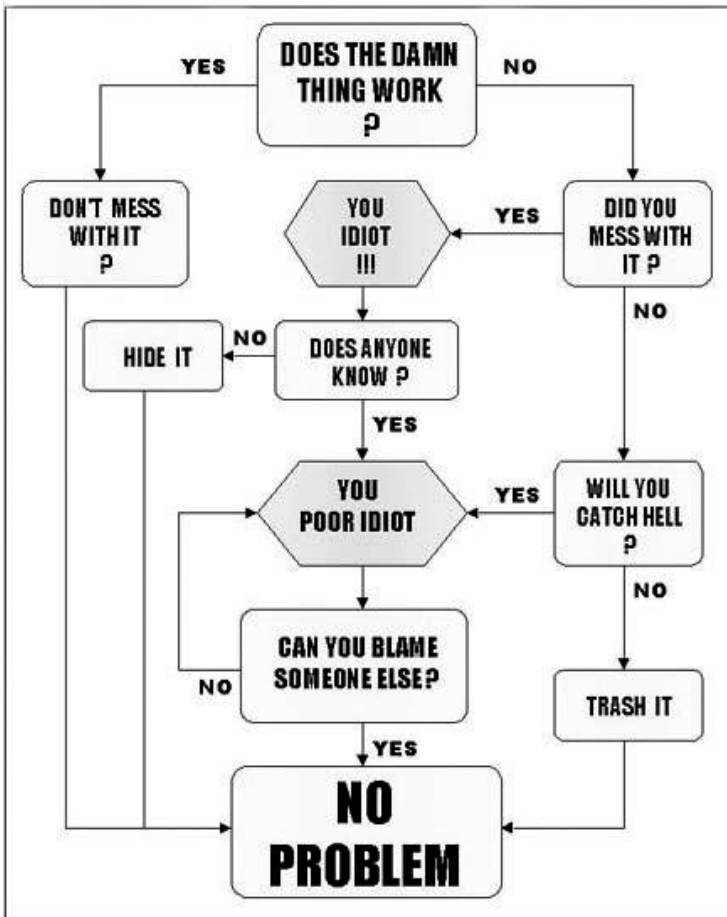 DOES THE DAMN
THING WORK
?
YES
NO
DON'T MESS
WITH IT
?
YOU
IDIOT
!!!
YES
DID YOU
MESS WITH
IT ?
NO
HIDE IT
NO
DOES ANYONE
KNOW ?
YES
YOU
POOR IDIOT
YES
WILL YOU
CATCH HELL
?
NO
CAN YOU BLAME
SOMEONE ELSE?
NO
TRASH IT
YES
NO
PROBLEM